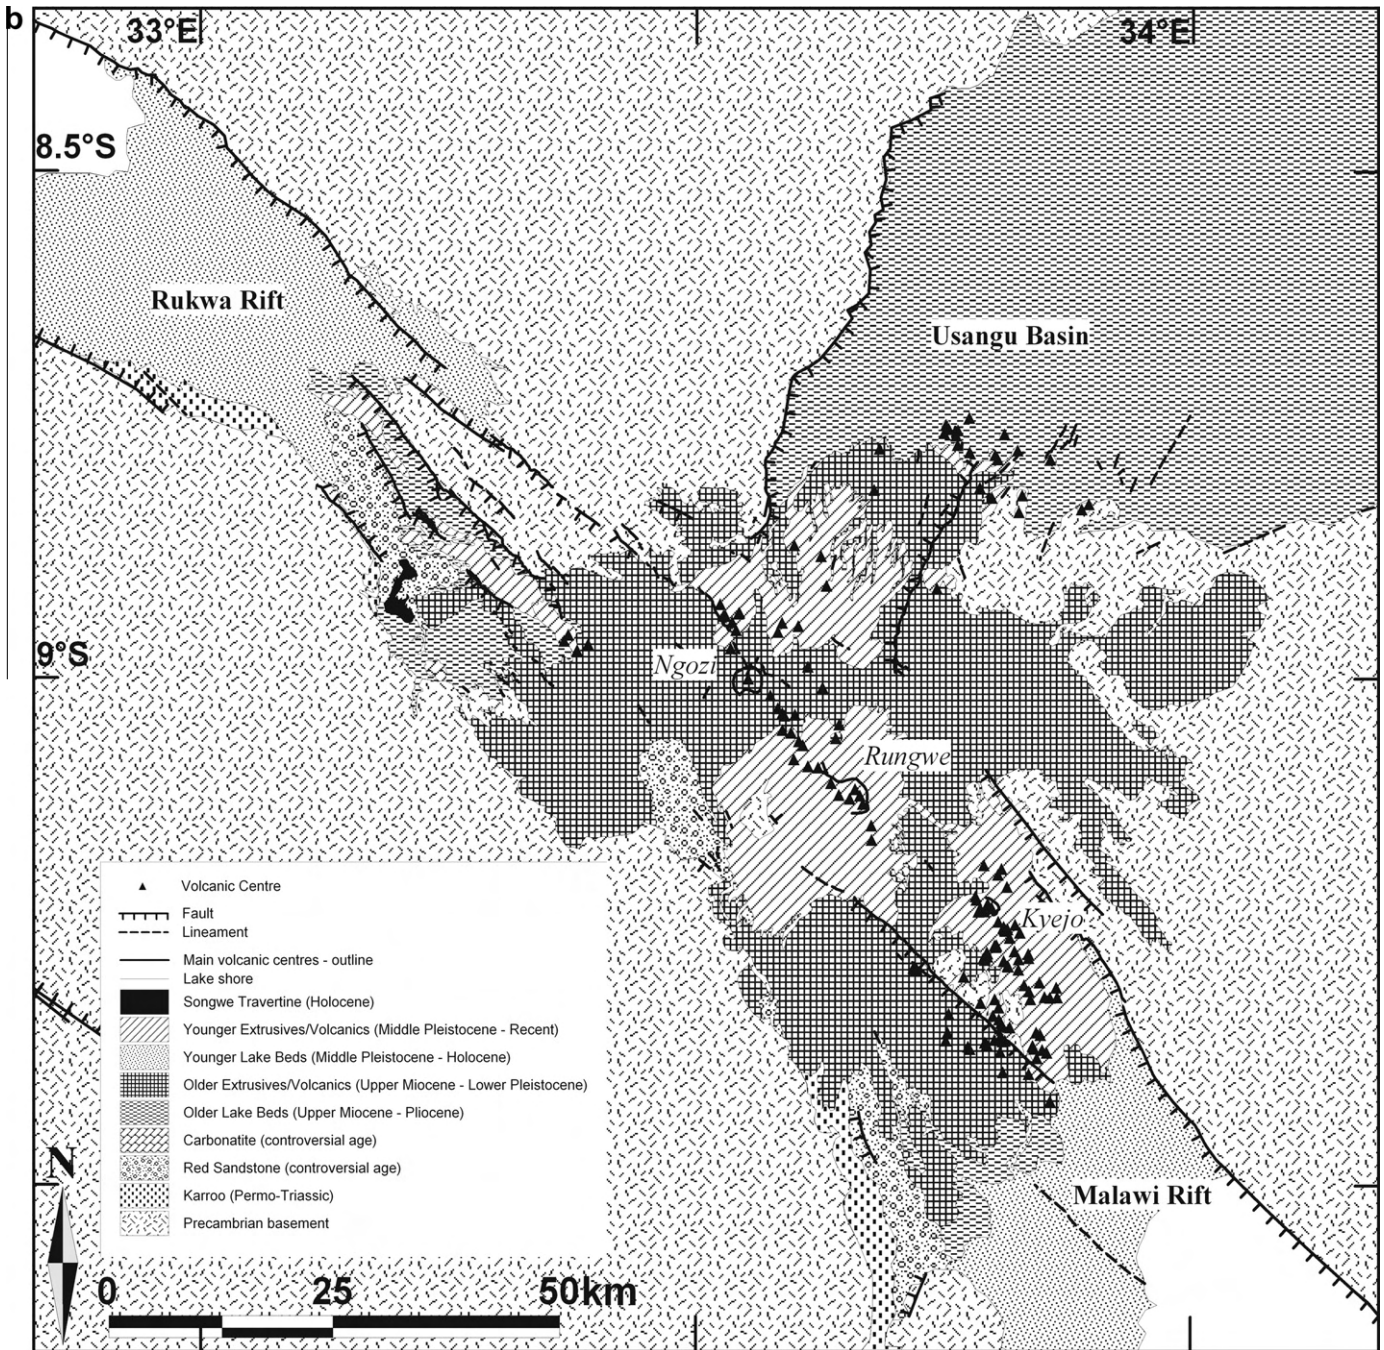 b
33°E
34°E
8.5°S
Rukwa Rift
Usangu Basin
9°S
Ngozi
Rungwe
Kyejo
Volcanic Centre
Fault
Lineament
Main volcanic centres - outline
Lake shore
Songwe Travertine (Holocene)
Younger Extrusives/Volcanics (Middle Pleistocene - Recent)
Younger Lake Beds (Middle Pleistocene - Holocene)
Older Extrusives/Volcanics (Upper Miocene - Lower Pleistocene)
Older Lake Beds (Upper Miocene - Pliocene)
Carbonatite (controversial age)
Red Sandstone (controversial age)
Karroo (Permo-Triassic)
Precambrian basement
N
Malawi Rift
0 25 50km